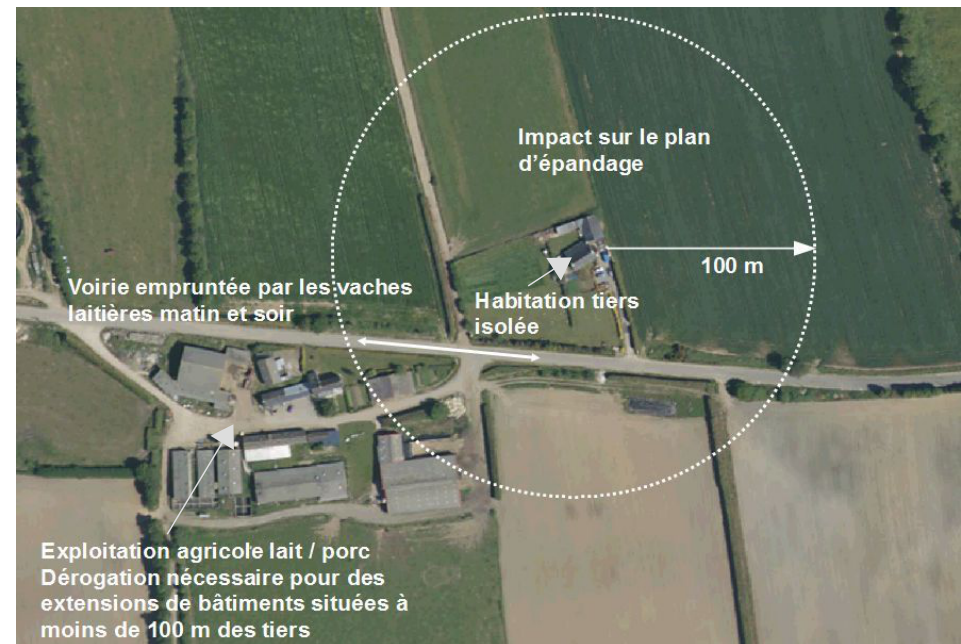 Impact sur le plan
d'épandage
100 m
Voirie empruntée par les vaches
laitières matin et soir
Habitation tiers
isolée
Exploitation agricole lait / porc
Dérogation nécessaire pour des
extensions de bâtiments situées à
moins de 100 m des tiers